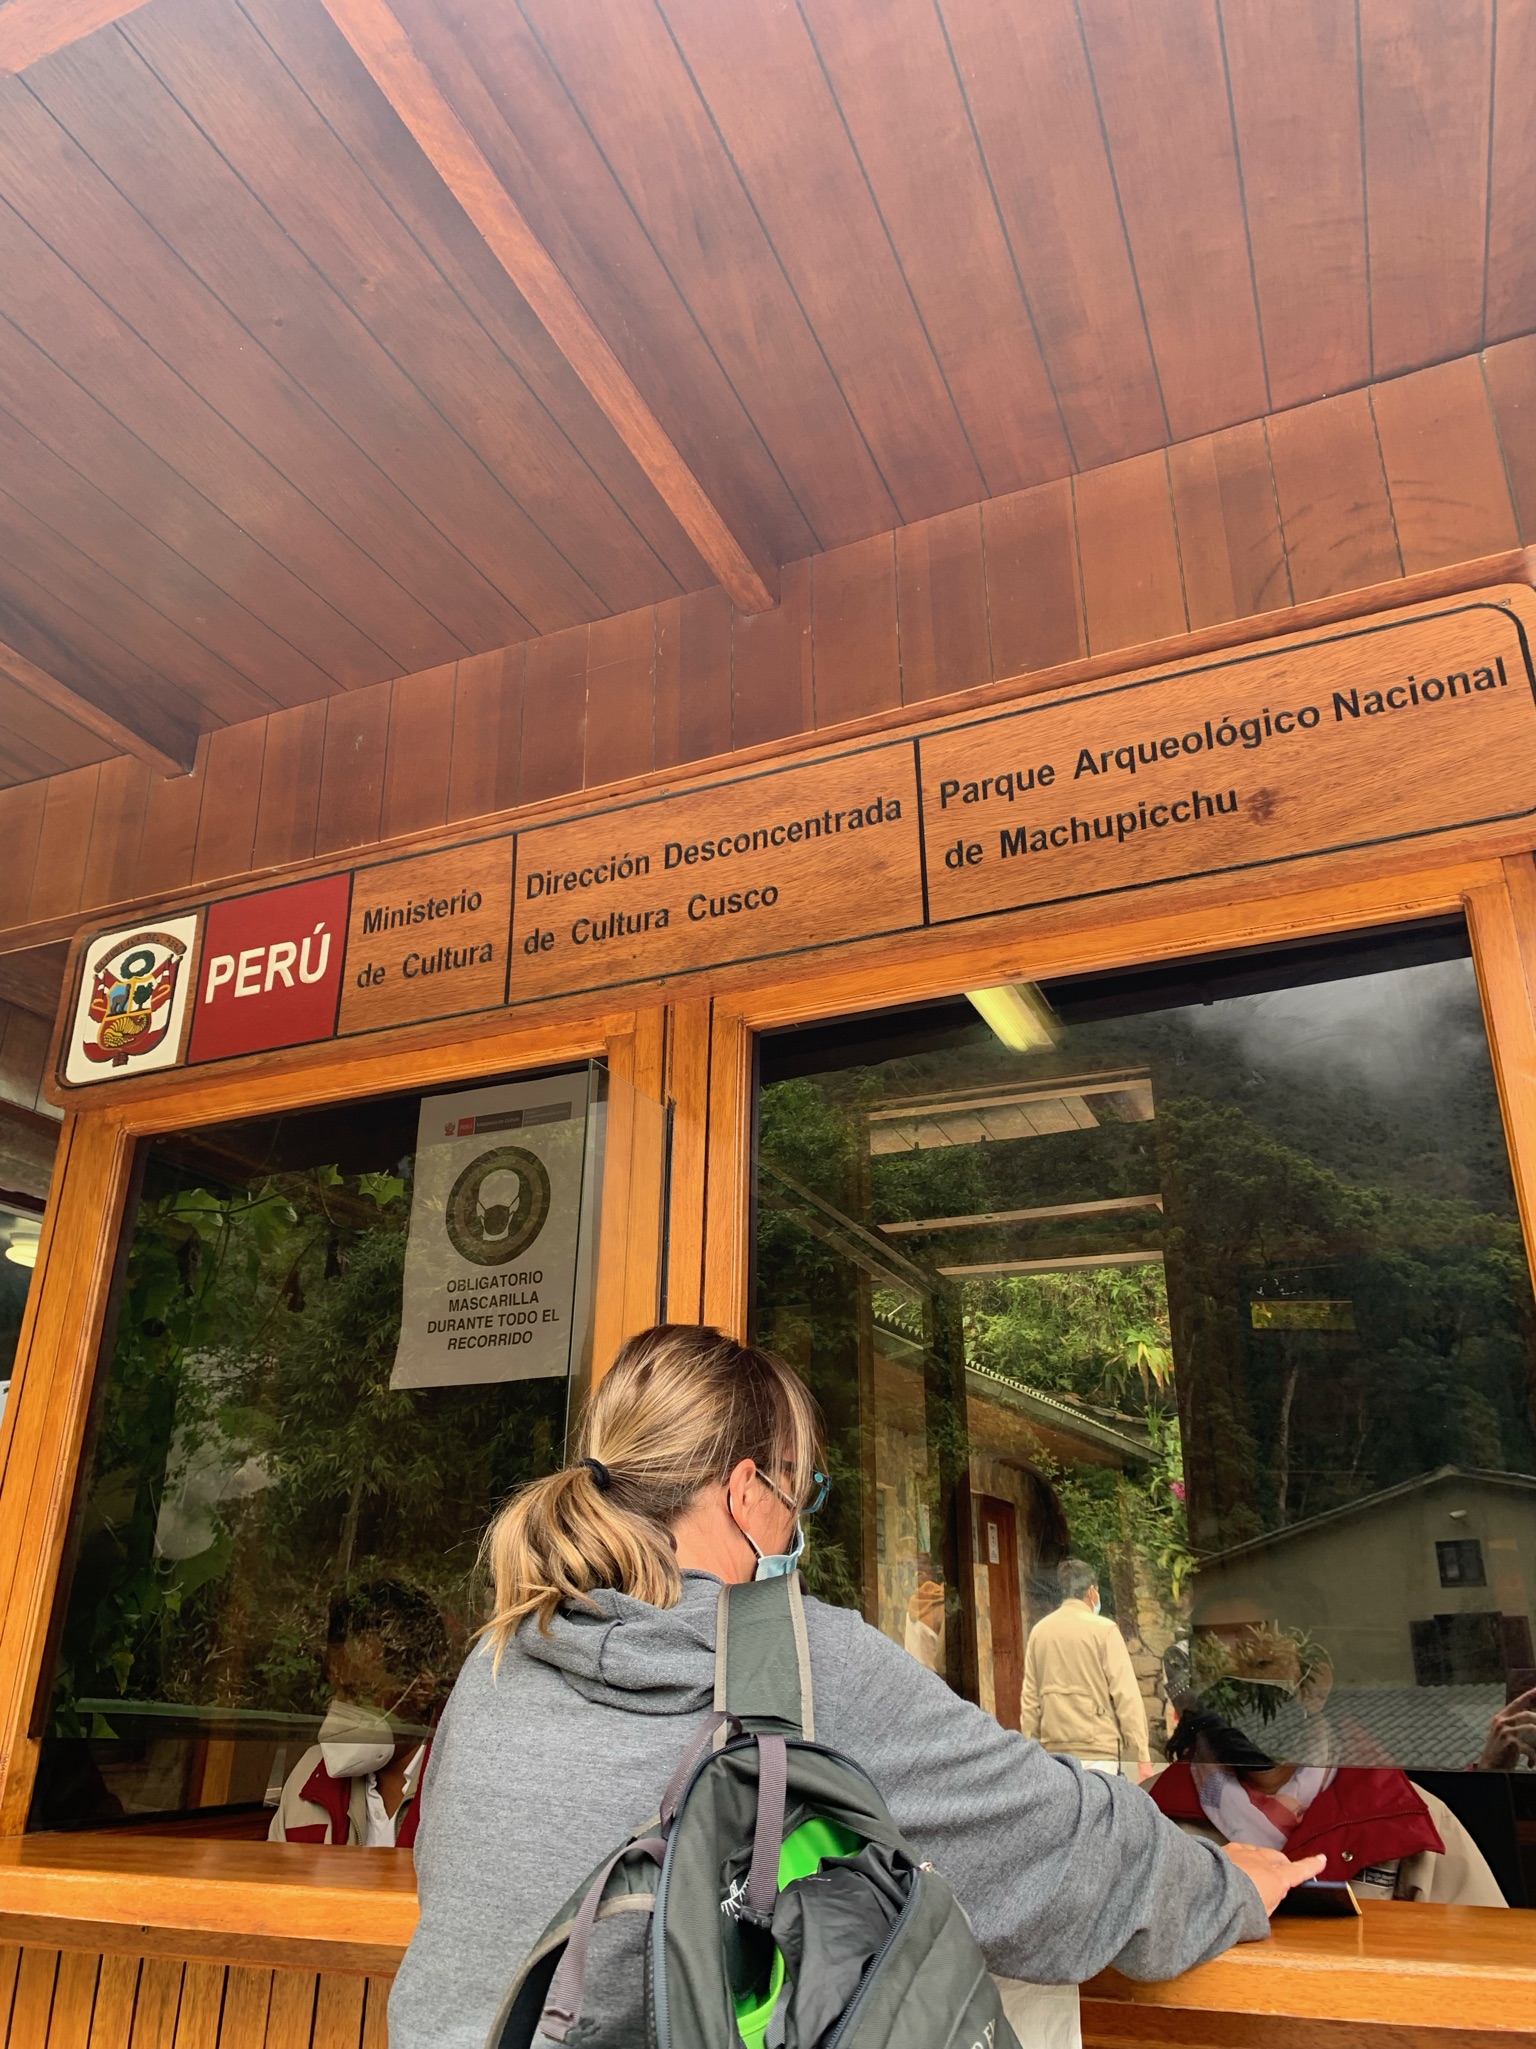 PERÚ
Ministerio
de Cultura
Dirección Desconcentrada
de Cultura Cusco
Parque Arqueológico Nacional
de Machupicchu
PERÚ
OBLIGATORIO
MASCARILLA
DURANTE TODO EL
RECORRIDO